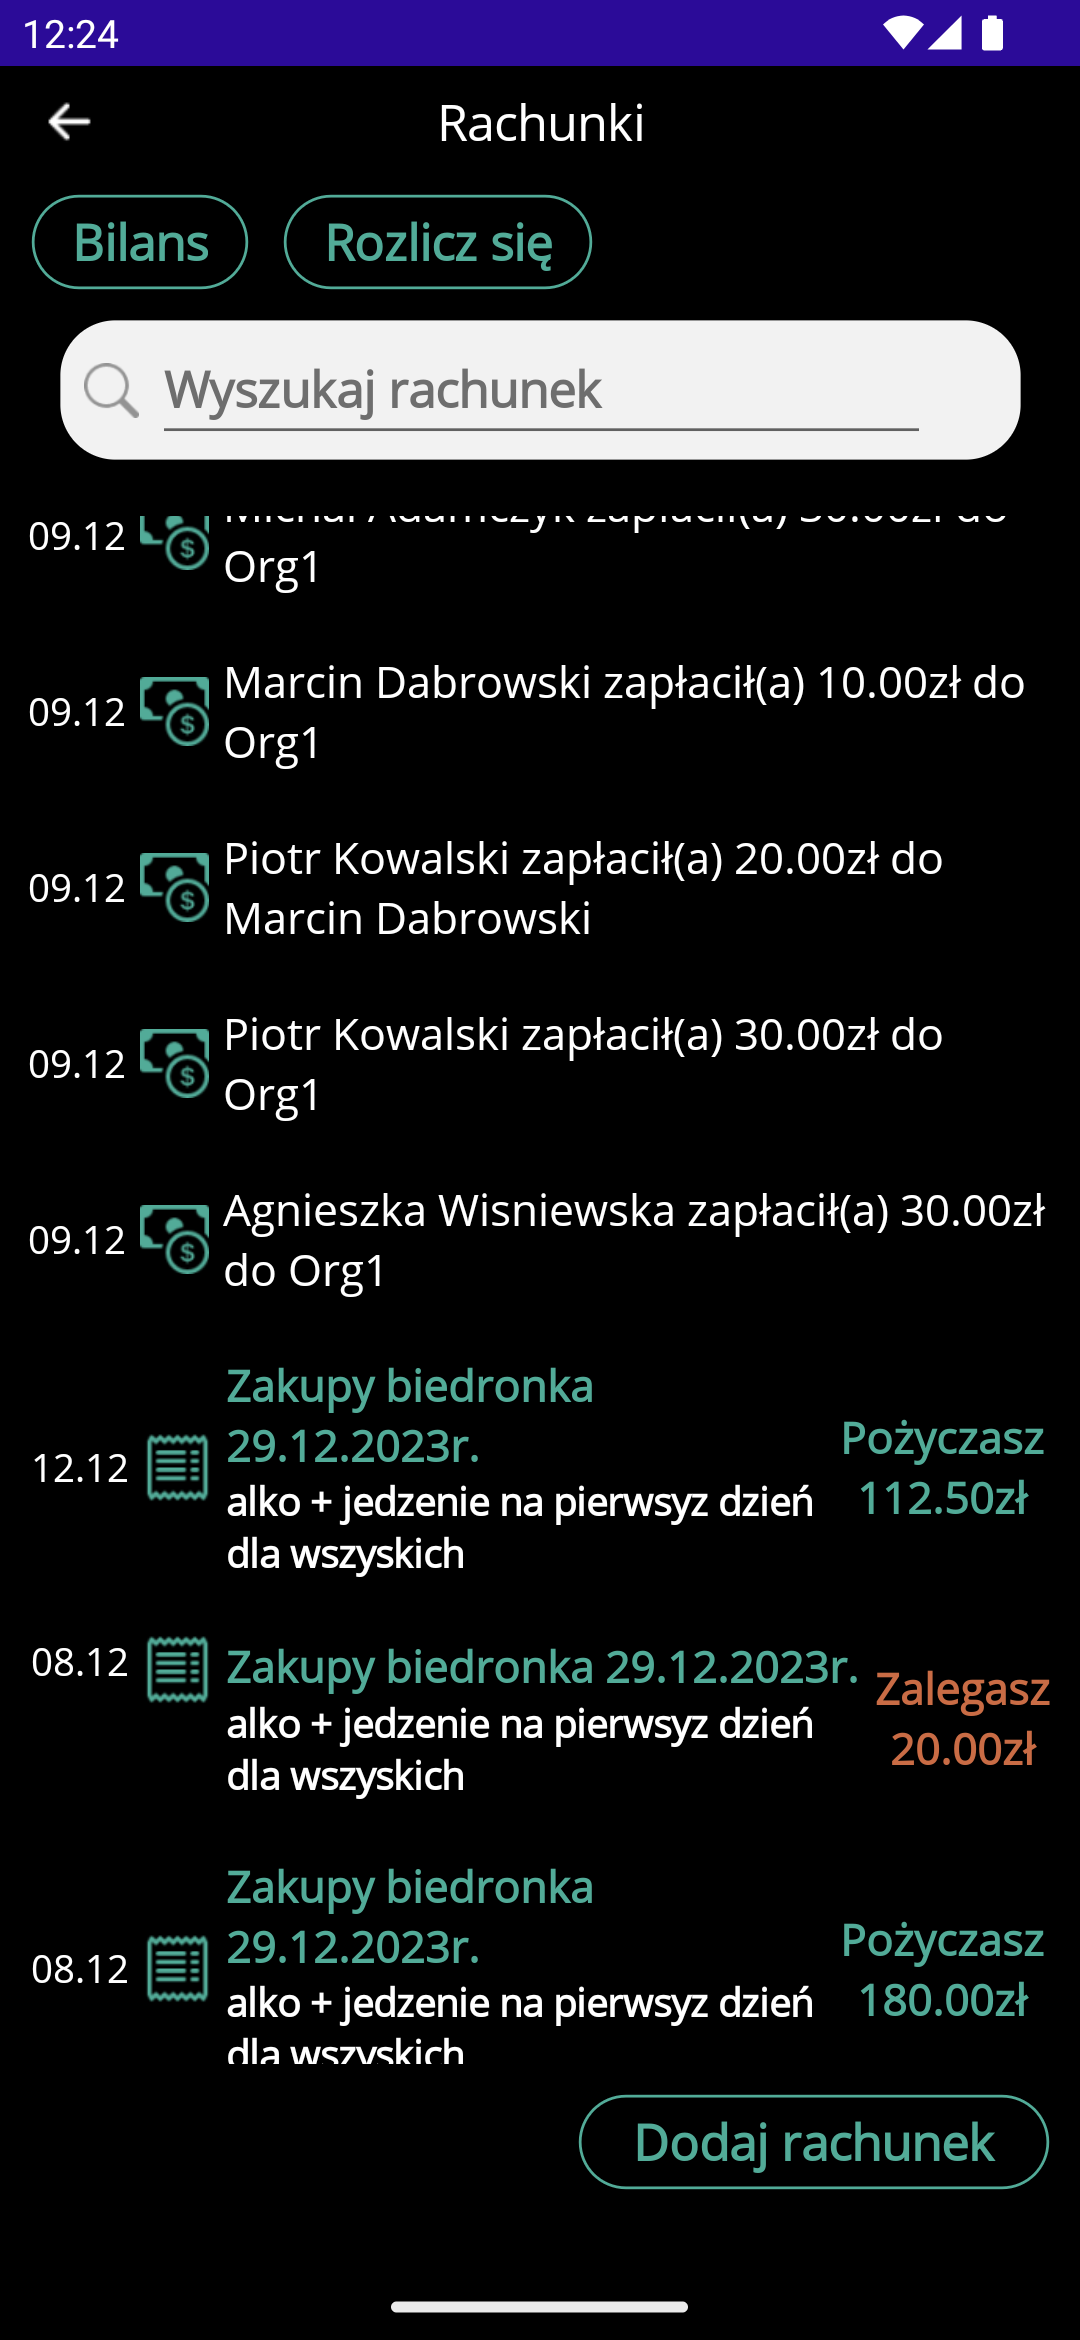 12:24
Rachunki
Bilans
Rozlicz się
Wyszukaj rachunek
Adamczyk zapłacił(a) 30.00zł do
09.12
Org1
Marcin Dabrowski zapłacił(a) 10.00zł do
09.12
Org1
Piotr Kowalski zapłacił(a) 20.00zł do
09.12
Marcin Dabrowski
Piotr Kowalski zapłacił(a) 30.00zł do
09.12
Org1
Agnieszka Wisniewska zapłacił(a) 30.00zł
09.12
do Org1
Zakupy biedronka
29.12.2023r.
12.12
alko + jedzenie na pierwsyz dzień
dla wszyskich
Pożyczasz
112.50zł
08.12
Zakupy biedronka 29.12.2023r.
alko + jedzenie na pierwsyz dzień
dla wszyskich
Zalegasz
20.00zł
Zakupy biedronka
29.12.2023r.
08.12
alko + jedzenie na pierwsyz dzień
dla wszyskich
Pożyczasz
180.00zł
Dodaj rachunek